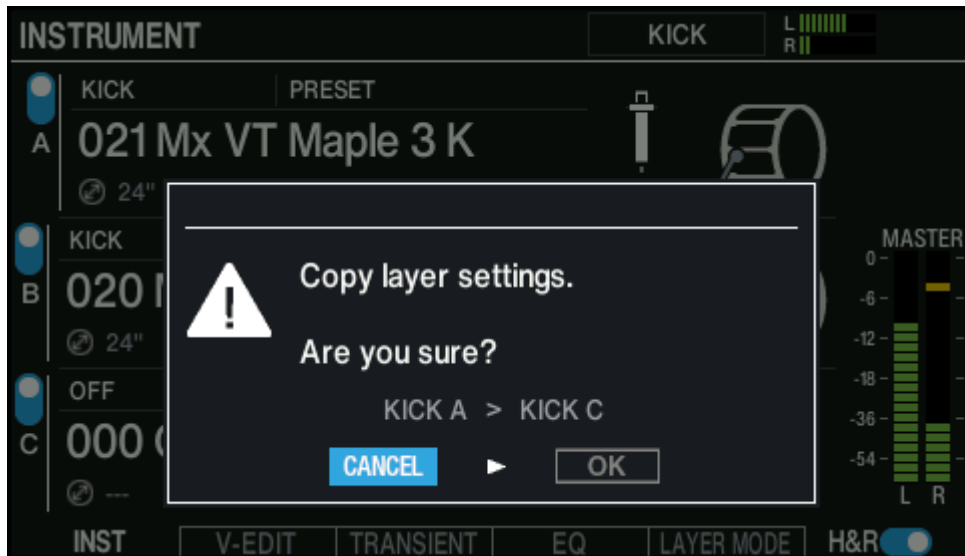 INSTRUMENT
KICK
L
R
A
KICK
PRESET
021 Mx VT Maple 3 K
24"
B
KICK
020
24"
C
OFF
000
---
Copy layer settings.
Are you sure?
KICK A > KICK C
CANCEL
OK
MASTER
0
-6
-12
-18
-36
-54
L R
INST
V-EDIT
TRANSIENT
EQ
LAYER MODE
H&R